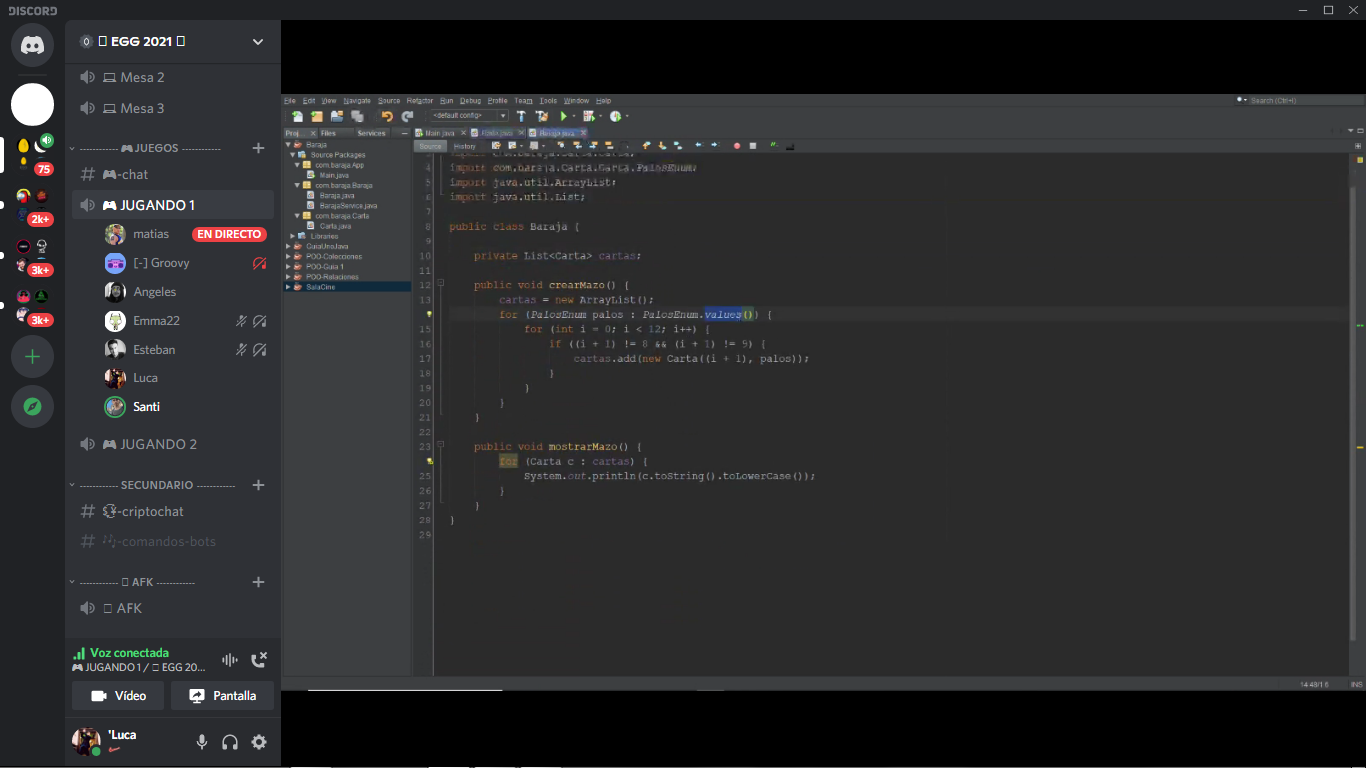 DISCORD
EGG 2021
Mesa 2
Mesa 3
75
2k+
3k+
3k+
JUEGOS
-chat
JUGANDO 1
matias
EN DIRECTO
[-] Groovy
Angeles
Emma22
Esteban
Luca
Santi
JUGANDO 2
SECUNDARIO
-criptochat
-comandos-bots
AFK
AFK
Voz conectada
JUGANDO 1 / EGG 20...
Vídeo
Pantalla
'Luca
File Edit View Navigate Source Refactor Run Debug Profile Team Tools Window Help
Search (Ctrl+I)
<default config>
Proj... Files Services
Baraja
Source Packages
com.baraja.App
Main.java
com.baraja.Baraja
Baraja.java
BarajaService.java
com.baraja.Carta
Carta.java
Libraries
GuiaUnoJava
POO-Colecciones
POO-Guia 1
POO-Relaciones
SalaCine
Main.java
Baraja.java
Source History
4 import com.baraja.Carta.Carta.PalosEnum;
5 import java.util.ArrayList;
6 import java.util.List;
7
8 public class Baraja {
9
10 private List<Carta> cartas;
11
12 public void crearMazo() {
13 cartas = new ArrayList();
for (PalosEnum palos : PalosEnum.values()) {
15 for (int i = 0; i < 12; i++) {
16 if ((i + 1) != 8 && (i + 1) != 9) {
17 cartas.add(new Carta((i + 1), palos));
18 }
19 }
20 }
21 }
22
23 public void mostrarMazo() {
for (Carta c : cartas) {
25 System.out.println(c.toString().toLowerCase());
26 }
27 }
28 }
29
14:48/1 6
INS